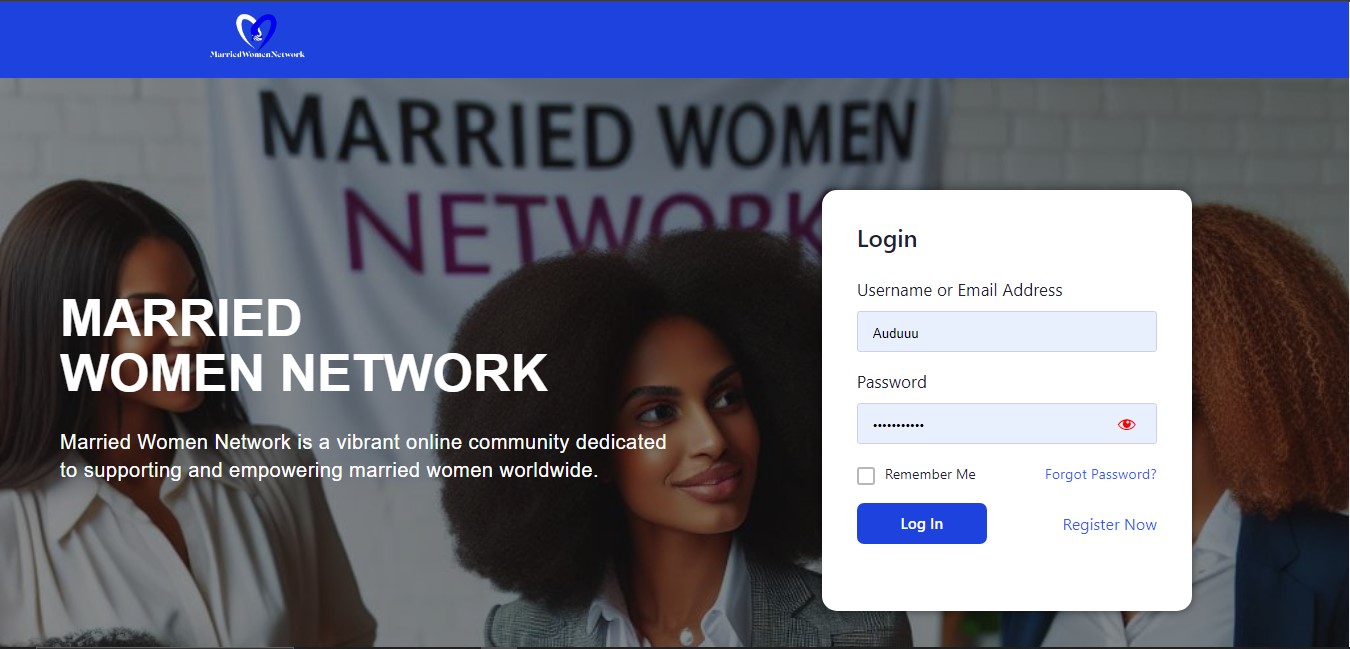 MarriedWomenNetwork
MARRIED WOMEN
NETWORK
MARRIED
WOMEN NETWORK
Married Women Network is a vibrant online community dedicated
to supporting and empowering married women worldwide.
Login
Username or Email Address
Auduuu
Password
•••••••••••
Remember Me
Forgot Password?
Log In
Register Now